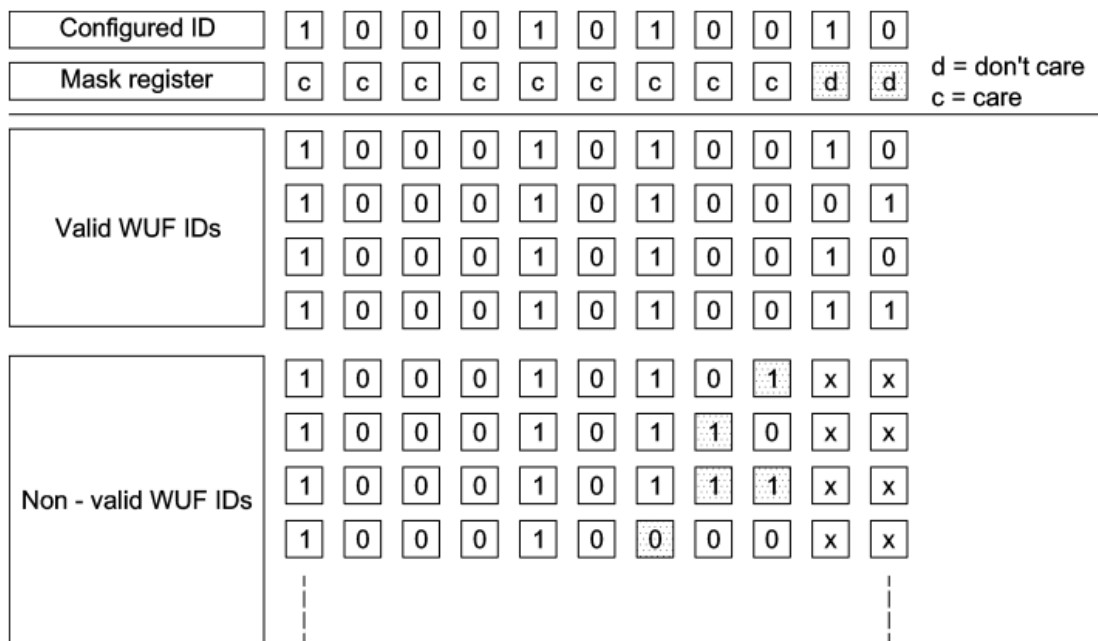 Configured ID 1 0 0 0 1 0 1 0 0 1 0
Mask register c c c c c c c c c d d
d = don't care
c = care
1 0 0 0 1 0 1 0 0 1 0
1 0 0 0 1 0 1 0 0 0 1
Valid WUF IDs
1 0 0 0 1 0 1 0 0 1 0
1 0 0 0 1 0 1 0 0 1 1
1 0 0 0 1 0 1 0 1 x x
1 0 0 0 1 0 1 1 0 x x
1 0 0 0 1 0 1 1 1 x x
Non - valid WUF IDs
1 0 0 0 1 0 0 0 0 x x